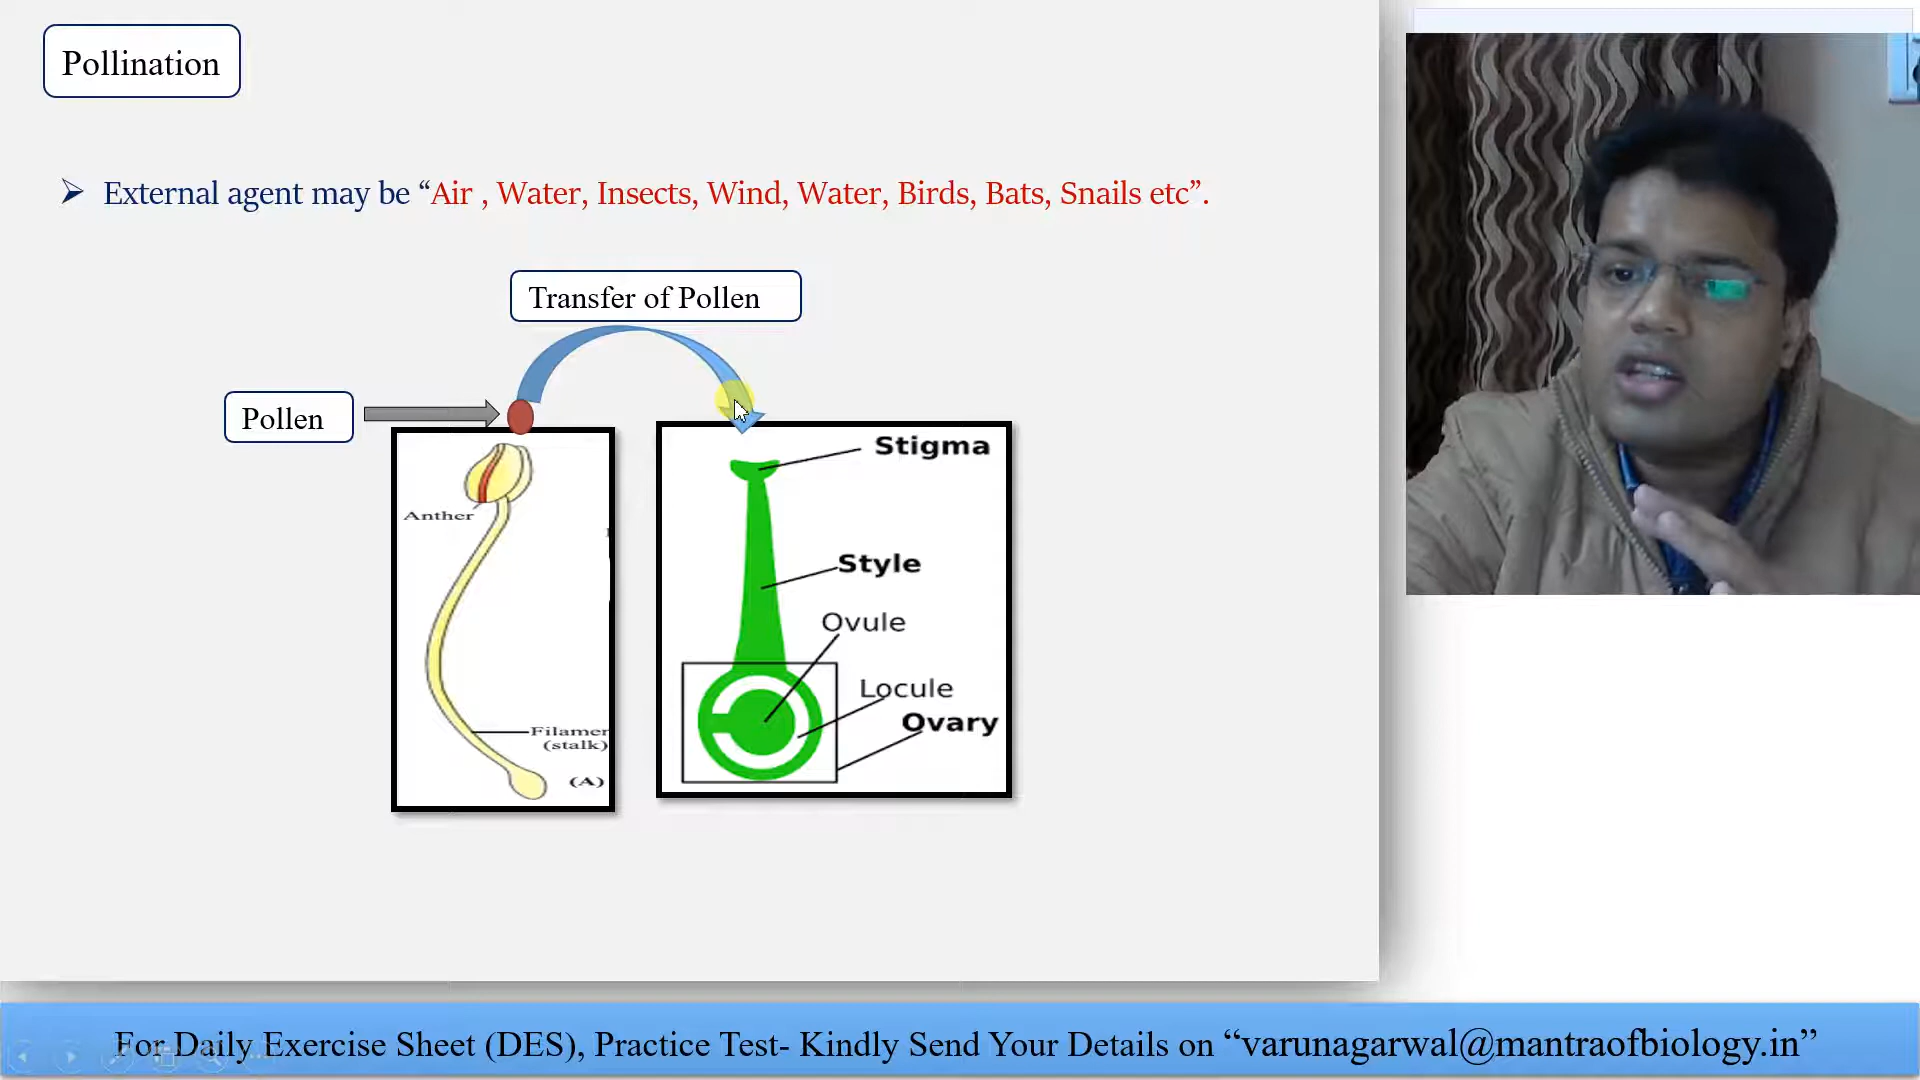 Pollination
External agent may be “Air , Water, Insects, Wind, Water, Birds, Bats, Snails etc”.
Transfer of Pollen
Pollen
Stigma
Anther
Style
Ovule
Locule
Ovary
Filamer
(stalk)
(A)
For Daily Exercise Sheet (DES), Practice Test- Kindly Send Your Details on “varunagarwal@mantraofbiology.in”